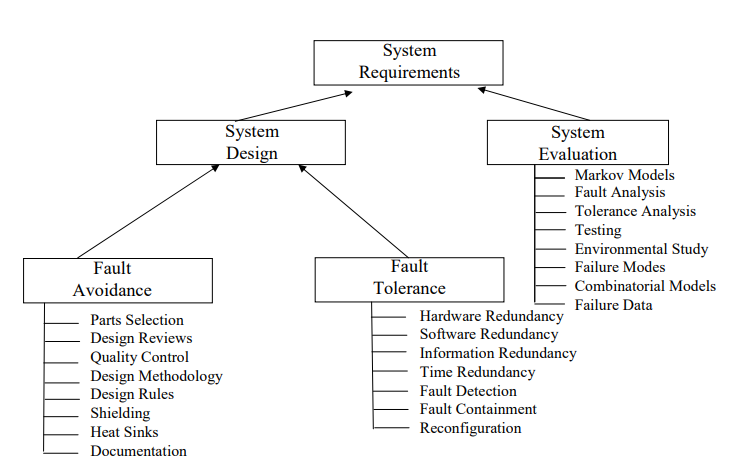 System
Requirements
System
Design
System
Evaluation
Markov Models
Fault Analysis
Tolerance Analysis
Testing
Environmental Study
Failure Modes
Combinatorial Models
Failure Data
Fault
Avoidance
Parts Selection
Design Reviews
Quality Control
Design Methodology
Design Rules
Shielding
Heat Sinks
Documentation
Fault
Tolerance
Hardware Redundancy
Software Redundancy
Information Redundancy
Time Redundancy
Fault Detection
Fault Containment
Reconfiguration